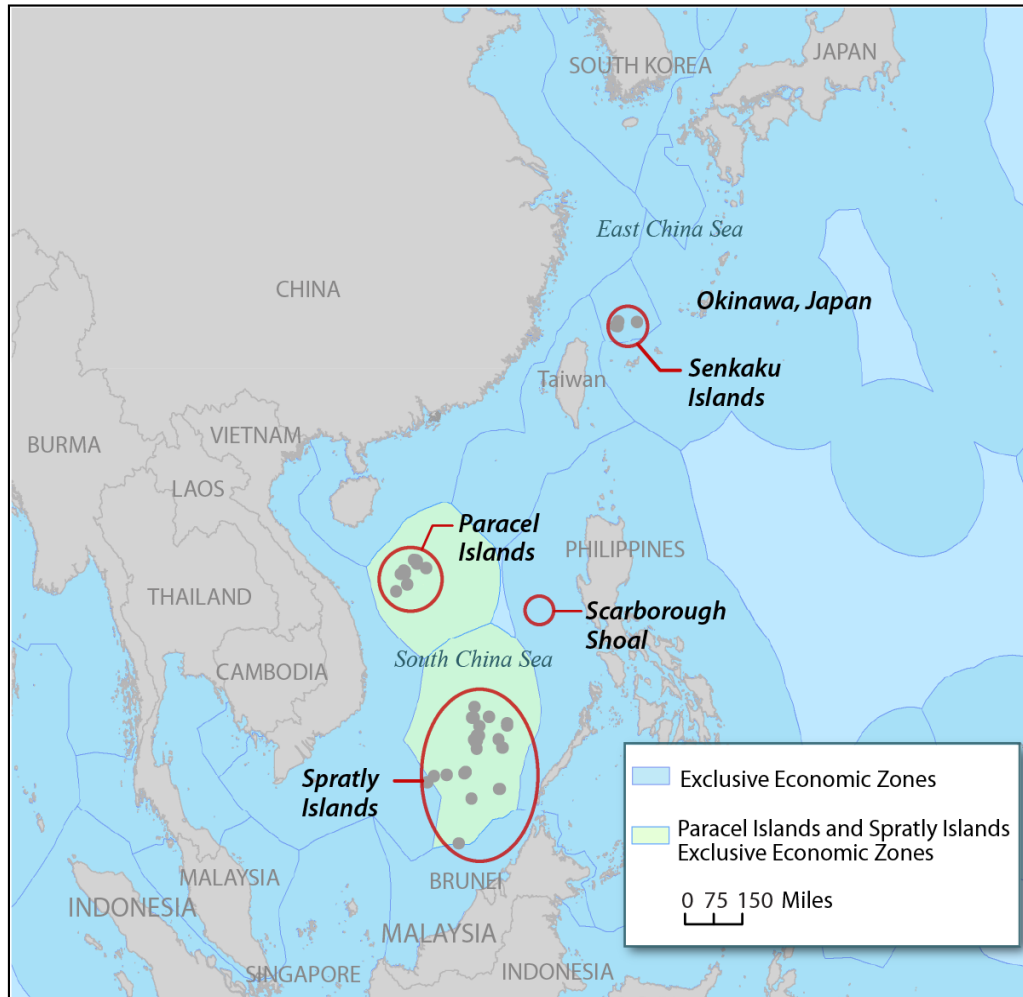 SOUTH KOREA
JAPAN
East China Sea
CHINA
Okinawa, Japan
Senkaku
Islands
Taiwan
BURMA
VIETNAM
LAOS
Paracel
Islands
PHILIPPINES
THAILAND
Scarborough
Shoal
South China Sea
CAMBODIA
Spratly
Islands
Exclusive Economic Zones
Paracel Islands and Spratly Islands
Exclusive Economic Zones
0 75 150 Miles
MALAYSIA
BRUNEI
INDONESIA
MALAYSIA
SINGAPORE
INDONESIA